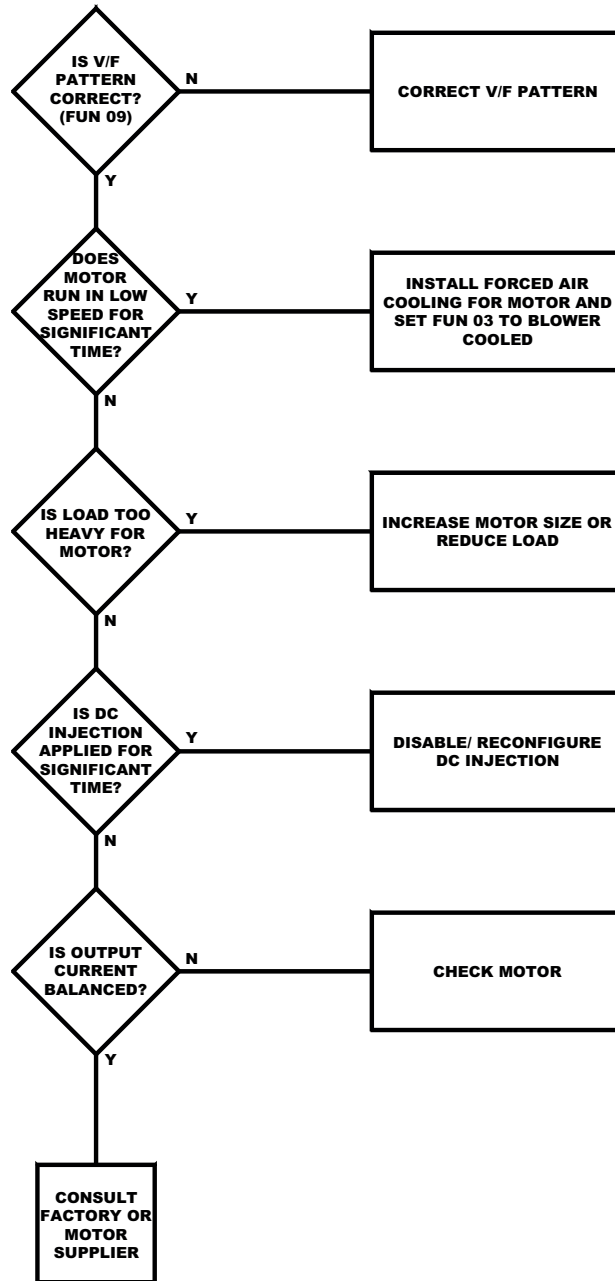 IS V/F
PATTERN
CORRECT?
(FUN 09)
N
CORRECT V/F PATTERN
Y
DOES
MOTOR
RUN IN LOW
SPEED FOR
SIGNIFICANT
TIME?
Y
INSTALL FORCED AIR
COOLING FOR MOTOR AND
SET FUN 03 TO BLOWER
COOLED
N
IS LOAD TOO
HEAVY FOR
MOTOR?
Y
INCREASE MOTOR SIZE OR
REDUCE LOAD
N
IS DC
INJECTION
APPLIED FOR
SIGNIFICANT
TIME?
Y
DISABLE/ RECONFIGURE
DC INJECTION
N
IS OUTPUT
CURRENT
BALANCED?
N
CHECK MOTOR
Y
CONSULT
FACTORY OR
MOTOR
SUPPLIER